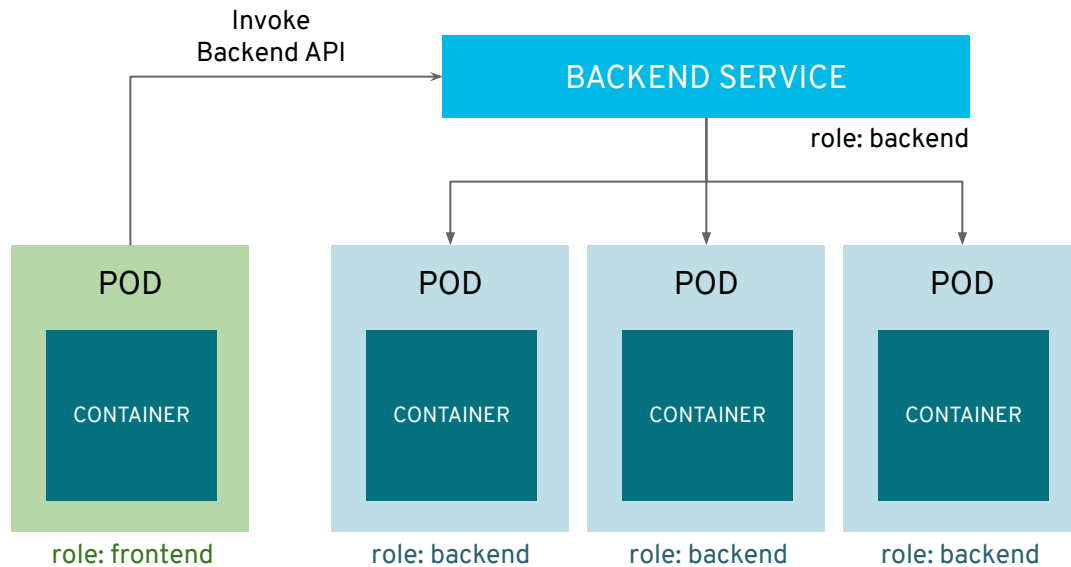 Invoke
Backend API
BACKEND SERVICE
role: backend
POD
POD
POD
POD
CONTAINER
CONTAINER
CONTAINER
CONTAINER
role: frontend
role: backend
role: backend
role: backend